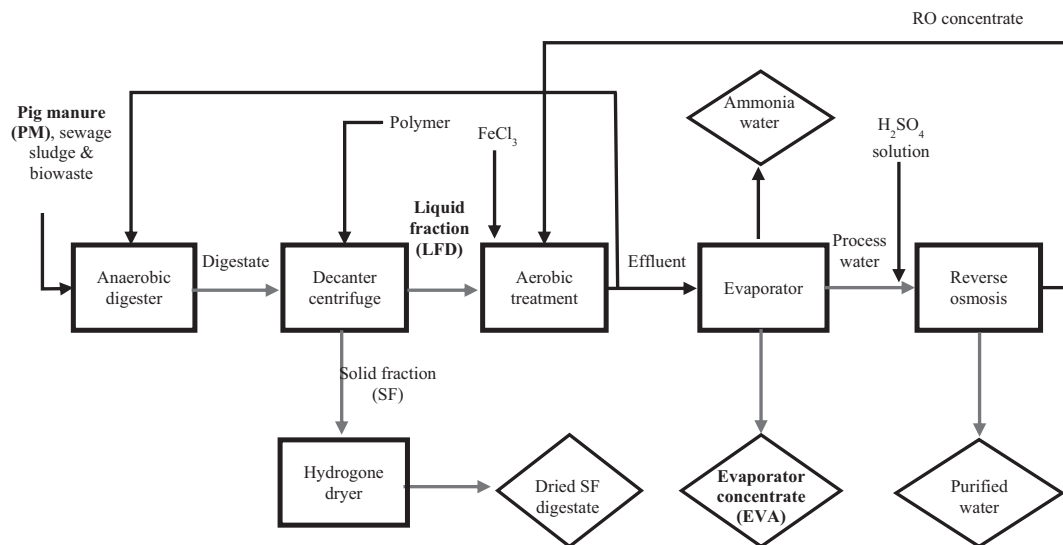 RO concentrate
Pig manure
(PM), sewage
sludge &
biowaste
Polymer
FeCl3
Ammonia
water
H2SO4
solution
Liquid
fraction
(LFD)
Digestate
Effluent
Process
water
Anaerobic
digester
Decanter
centrifuge
Aerobic
treatment
Evaporator
Reverse
osmosis
Solid fraction
(SF)
Hydrogone
dryer
Dried SF
digestate
Evaporator
concentrate
(EVA)
Purified
water